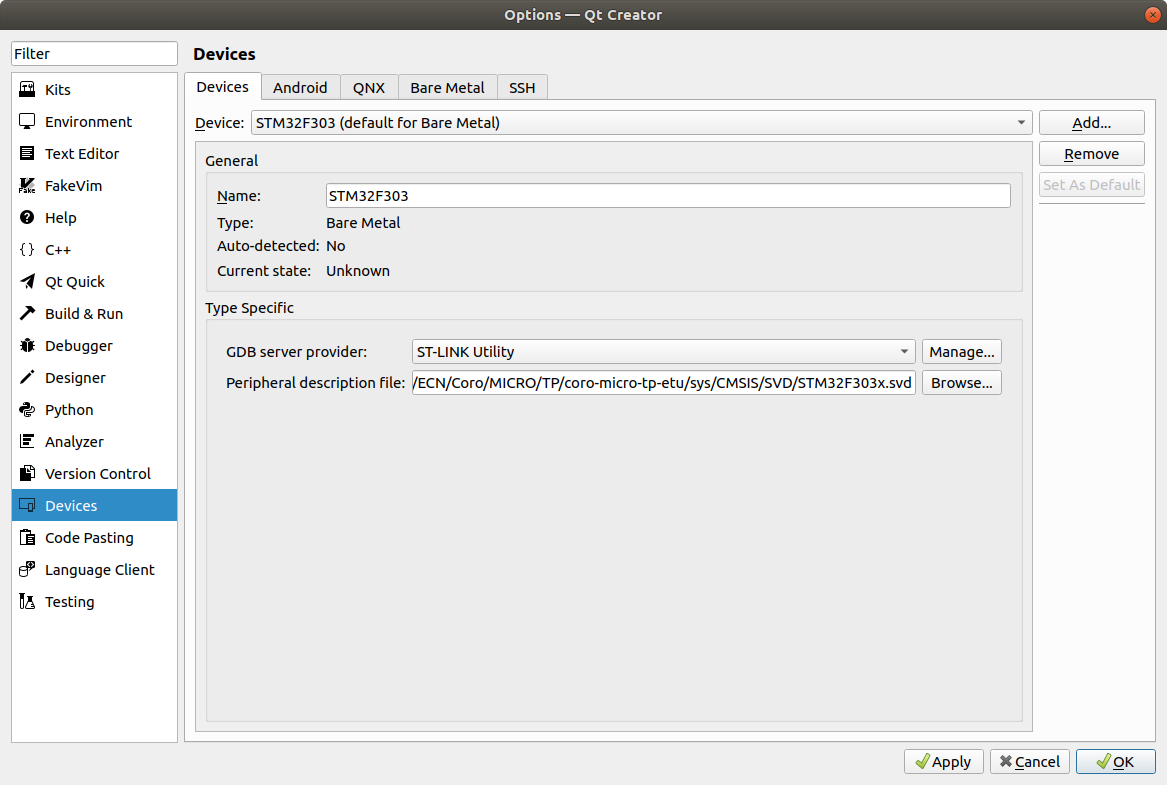 Options — Qt Creator
Filter
Kits
Environment
Text Editor
FakeVim
Help
C++
Qt Quick
Build & Run
Debugger
Designer
Python
Analyzer
Version Control
Devices
Code Pasting
Language Client
Testing
Devices
Devices Android QNX Bare Metal SSH
Device: STM32F303 (default for Bare Metal) Add...
Remove
Set As Default
General
Name: STM32F303
Type: Bare Metal
Auto-detected: No
Current state: Unknown
Type Specific
GDB server provider: ST-LINK Utility Manage...
Peripheral description file: /ECN/Coro/MICRO/TP/coro-micro-tp-etu/sys/CMSIS/SVD/STM32F303x.svd Browse...
Apply Cancel OK